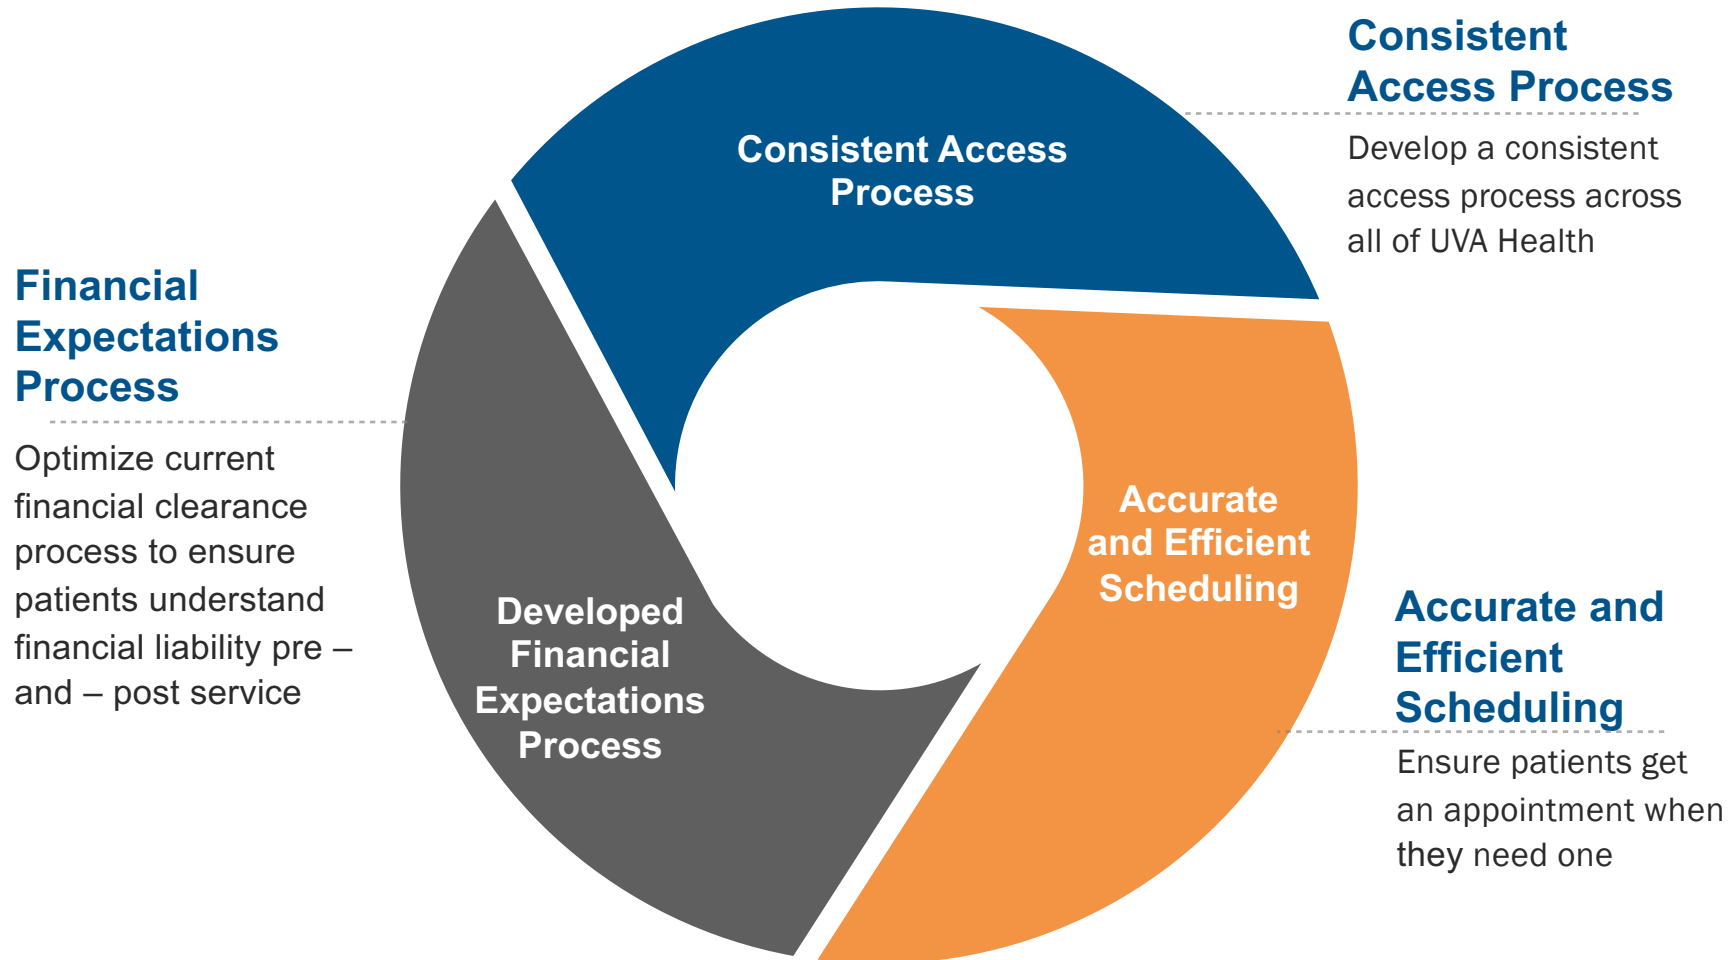 Consistent
Access Process
Develop a consistent
access process across
all of UVA Health
Consistent Access
Process
Financial
Expectations
Process
Optimize current
financial clearance
process to ensure
patients understand
financial liability pre –
and – post service
Accurate
and Efficient
Scheduling
Developed
Financial
Expectations
Process
Accurate and
Efficient
Scheduling
Ensure patients get
an appointment when
they need one